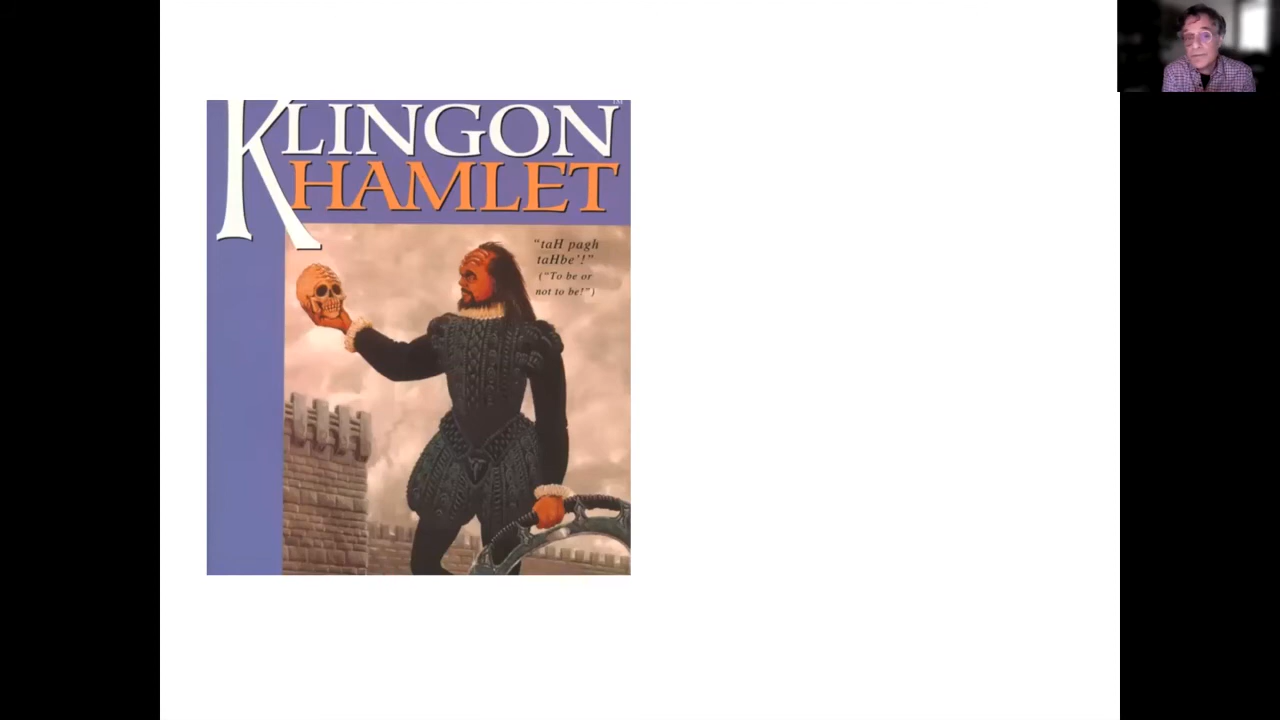 KLINGON
HAMLET
"taH pagh
taHbe'!"
("To be or
not to be!")